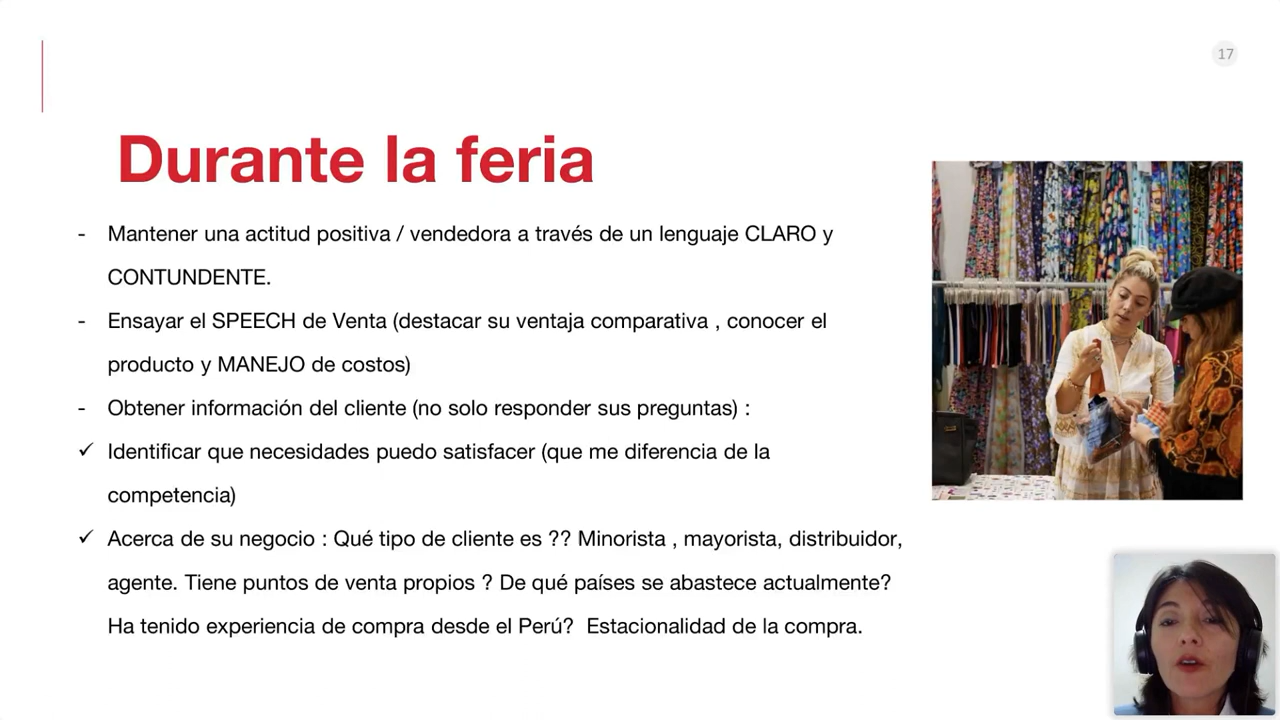 17
Durante la feria
- Mantener una actitud positiva / vendedora a través de un lenguaje CLARO y
CONTUNDENTE.
- Ensayar el SPEECH de Venta (destacar su ventaja comparativa , conocer el
producto y MANEJO de costos)
- Obtener información del cliente (no solo responder sus preguntas) :
✓ Identificar que necesidades puedo satisfacer (que me diferencia de la
competencia)
✓ Acerca de su negocio : Qué tipo de cliente es ?? Minorista , mayorista, distribuidor,
agente. Tiene puntos de venta propios ? De qué países se abastece actualmente?
Ha tenido experiencia de compra desde el Perú?  Estacionalidad de la compra.